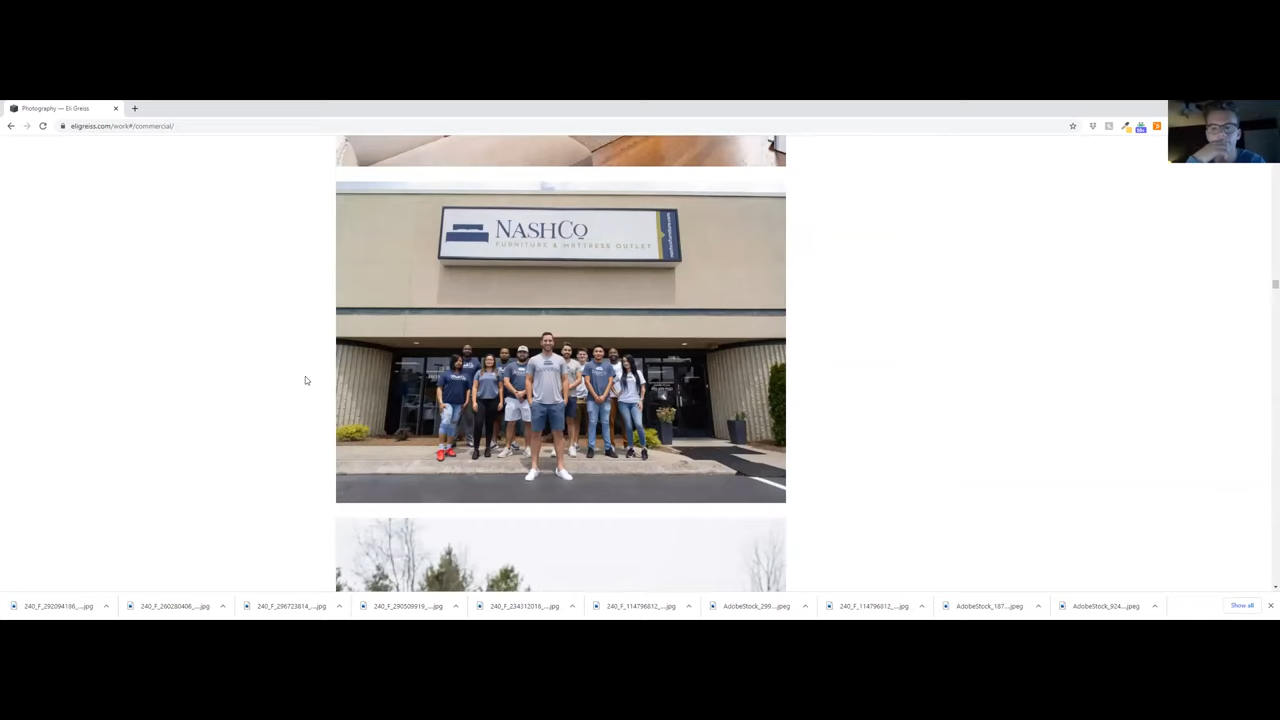 Photography — Eli Greiss
eligreiss.com/work#/commercial/
NASHCO
FURNITURE & MATTRESS OUTLET
240_F_292094186_...jpg
240_F_260280406_...jpg
240_F_296723814_...jpg
240_F_290509919_...jpg
240_F_234312016_...jpg
240_F_114796812_...jpg
AdobeStock_299....jpeg
240_F_114796812_...jpg
AdobeStock_187....jpeg
AdobeStock_924....jpeg
Show all